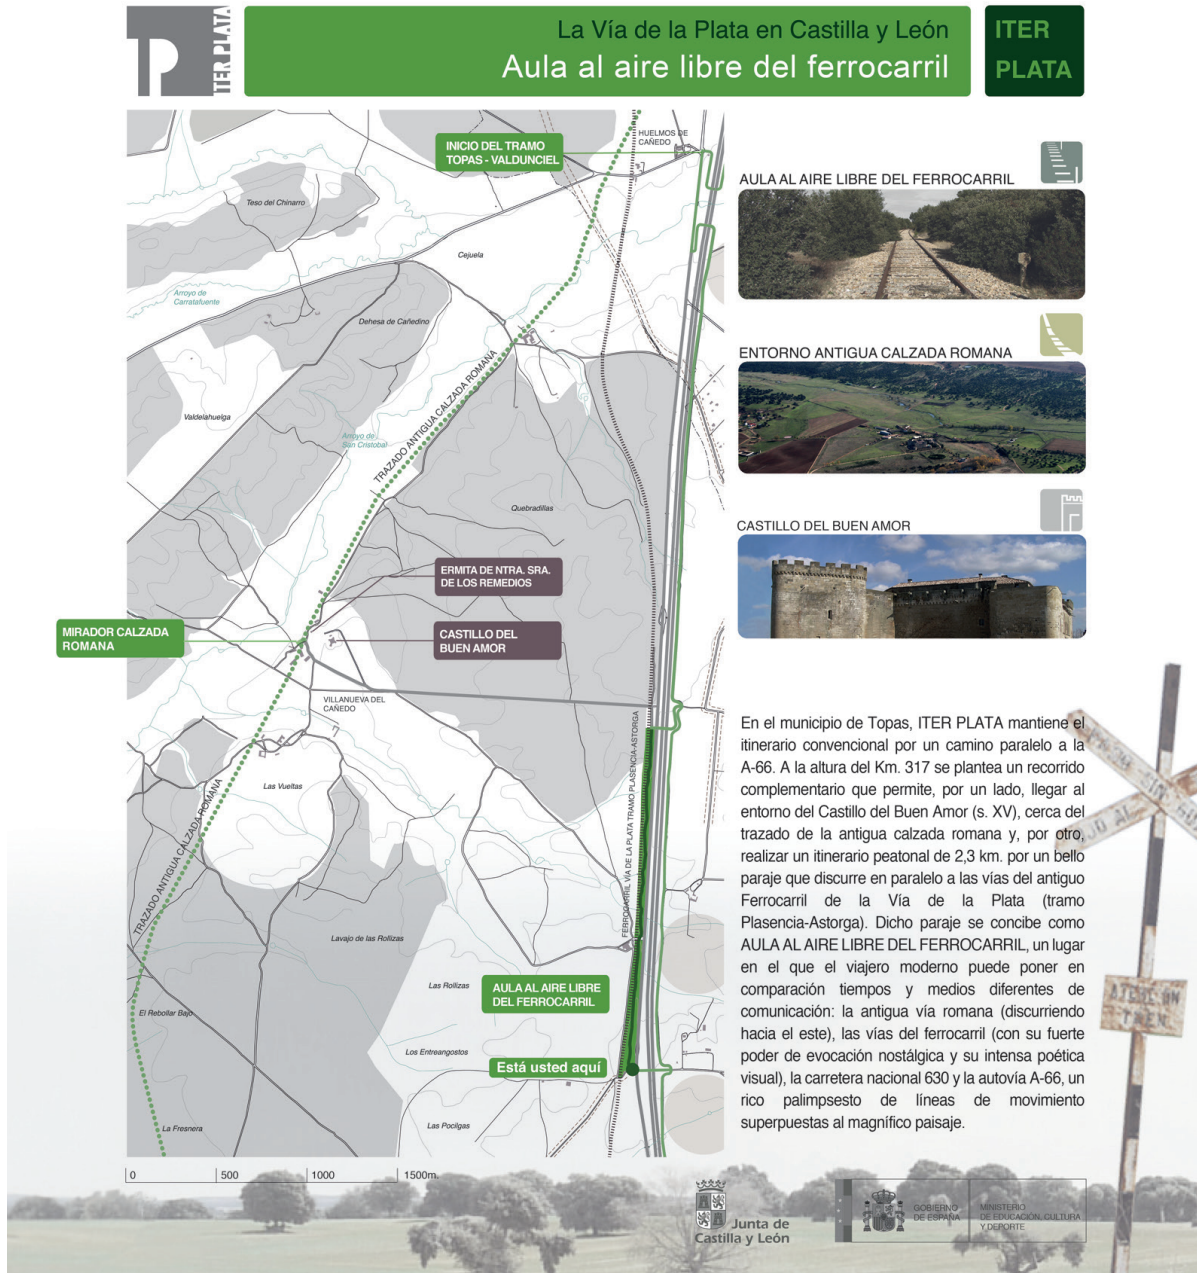 ITER PLATA
La Vía de la Plata en Castilla y León
Aula al aire libre del ferrocarril
ITER
PLATA
INICIO DEL TRAMO
TOPAS - VALDUNCIEL
HUELMOS DE
CAÑEDO
Teso del Chinarro
Cejuela
Arroyo de
Carratafuente
Dehesa de Cañedino
TRAZADO ANTIGUA CALZADA ROMANA
Valdelahuelga
Arroyo de
San Cristobal
Quebradillas
ERMITA DE NTRA. SRA.
DE LOS REMEDIOS
MIRADOR CALZADA
ROMANA
CASTILLO DEL
BUEN AMOR
VILLANUEVA DEL
CAÑEDO
FERROCARRIL VÍA DE LA PLATA TRAMO PLASENCIA-ASTORGA
Las Vueltas
TRAZADO ANTIGUA CALZADA ROMANA
Lavajo de las Rollizas
Las Rollizas
AULA AL AIRE LIBRE
DEL FERROCARRIL
El Rebollar Bajo
Los Entreangostos
Está usted aquí
La Fresnera
Las Pocilgas
0 500 1000 1500m.
AULA AL AIRE LIBRE DEL FERROCARRIL
ENTORNO ANTIGUA CALZADA ROMANA
CASTILLO DEL BUEN AMOR
En el municipio de Topas, ITER PLATA mantiene el
itinerario convencional por un camino paralelo a la
A-66. A la altura del Km. 317 se plantea un recorrido
complementario que permite, por un lado, llegar al
entorno del Castillo del Buen Amor (s. XV), cerca del
trazado de la antigua calzada romana y, por otro,
realizar un itinerario peatonal de 2,3 km. por un bello
paraje que discurre en paralelo a las vías del antiguo
Ferrocarril de la Vía de la Plata (tramo
Plasencia-Astorga). Dicho paraje se concibe como
AULA AL AIRE LIBRE DEL FERROCARRIL, un lugar
en el que el viajero moderno puede poner en
comparación tiempos y medios diferentes de
comunicación: la antigua vía romana (discurriendo
hacia el este), las vías del ferrocarril (con su fuerte
poder de evocación nostálgica y su intensa poética
visual), la carretera nacional 630 y la autovía A-66, un
rico palimpsesto de líneas de movimiento
superpuestas al magnífico paisaje.
Junta de
Castilla y León
GOBIERNO
DE ESPAÑA
MINISTERIO
DE EDUCACIÓN, CULTURA
Y DEPORTE